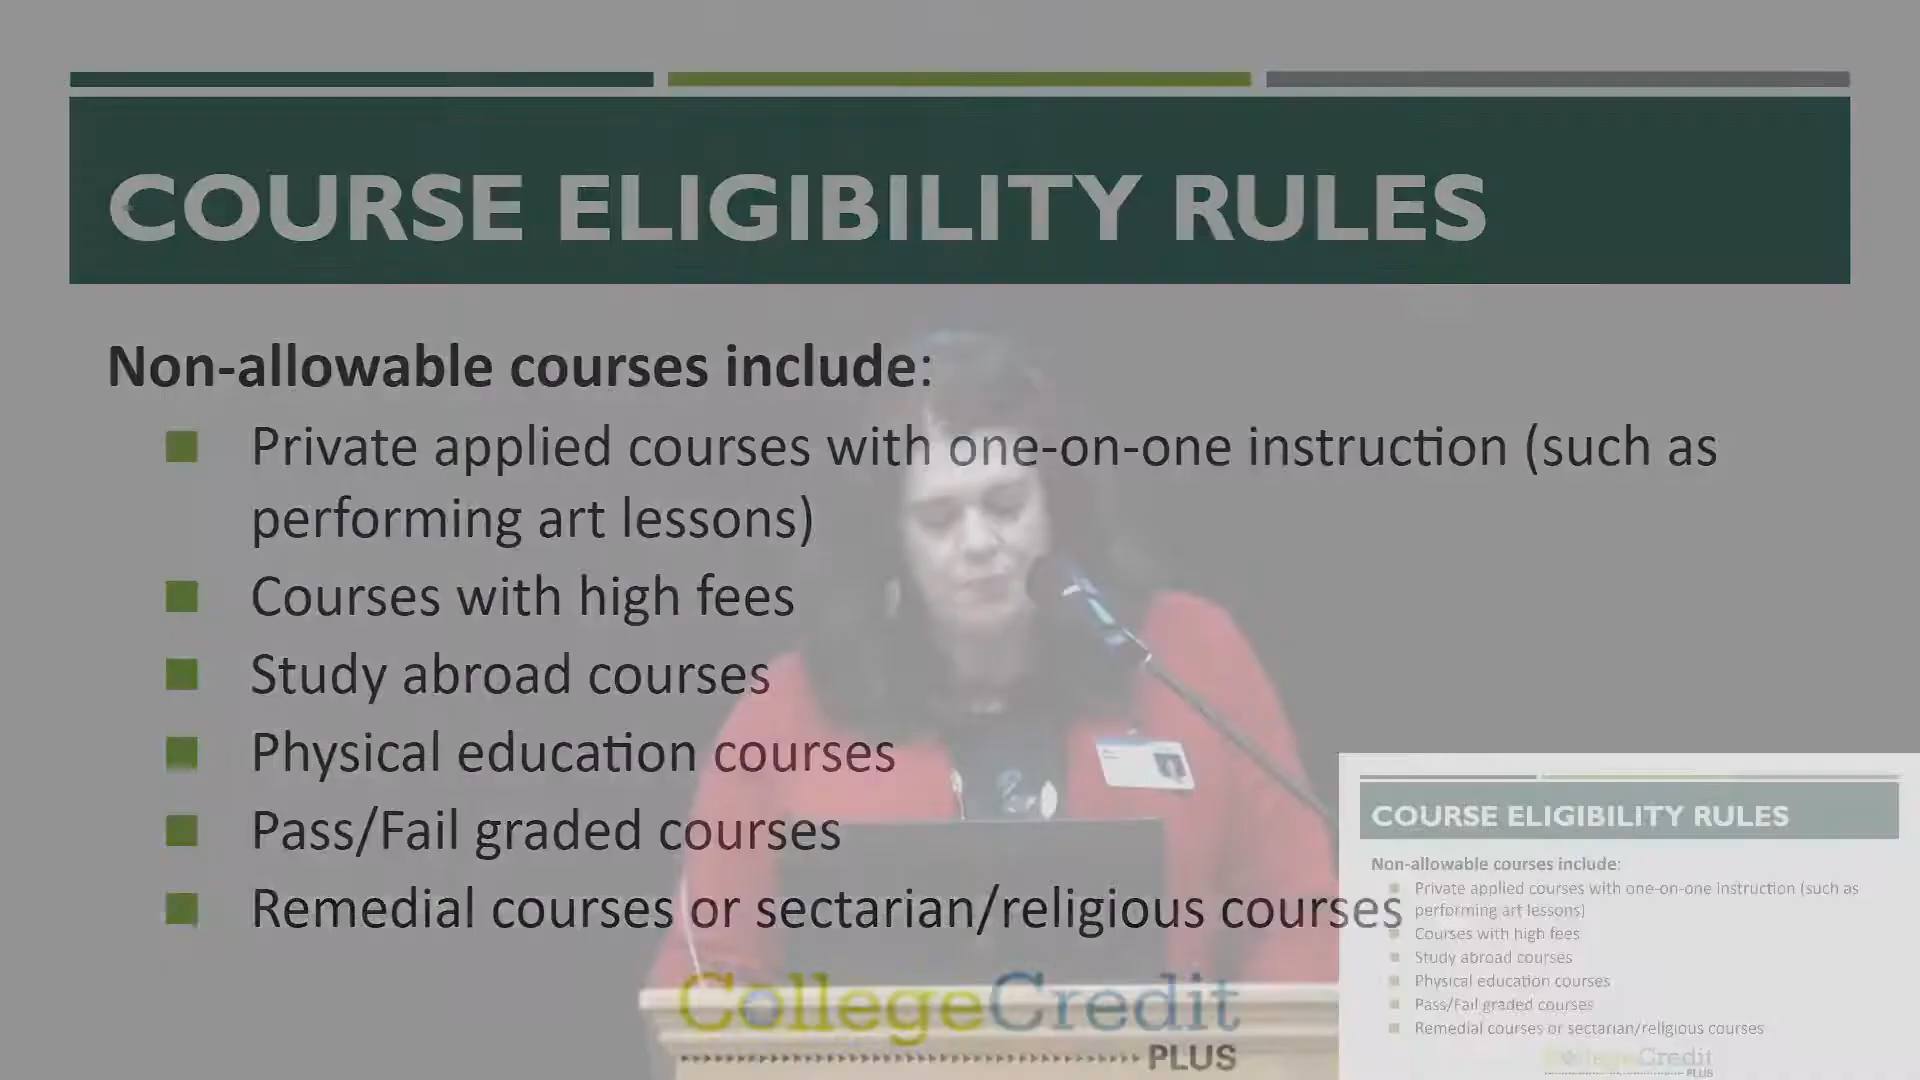 COURSE ELIGIBILITY RULES
Non-allowable courses include:
Private applied courses with one-on-one instruction (such as
performing art lessons)
Courses with high fees
Study abroad courses
Physical education courses
Pass/Fail graded courses
Remedial courses or sectarian/religious courses
CollegeCredit
PLUS
COURSE ELIGIBILITY RULES
Non-allowable courses include:
Private applied courses with one-on-one instruction (such as
performing art lessons)
Courses with high fees
Study abroad courses
Physical education courses
Pass/Fail graded courses
Remedial courses or sectarian/religious courses
CollegeCredit
PLUS